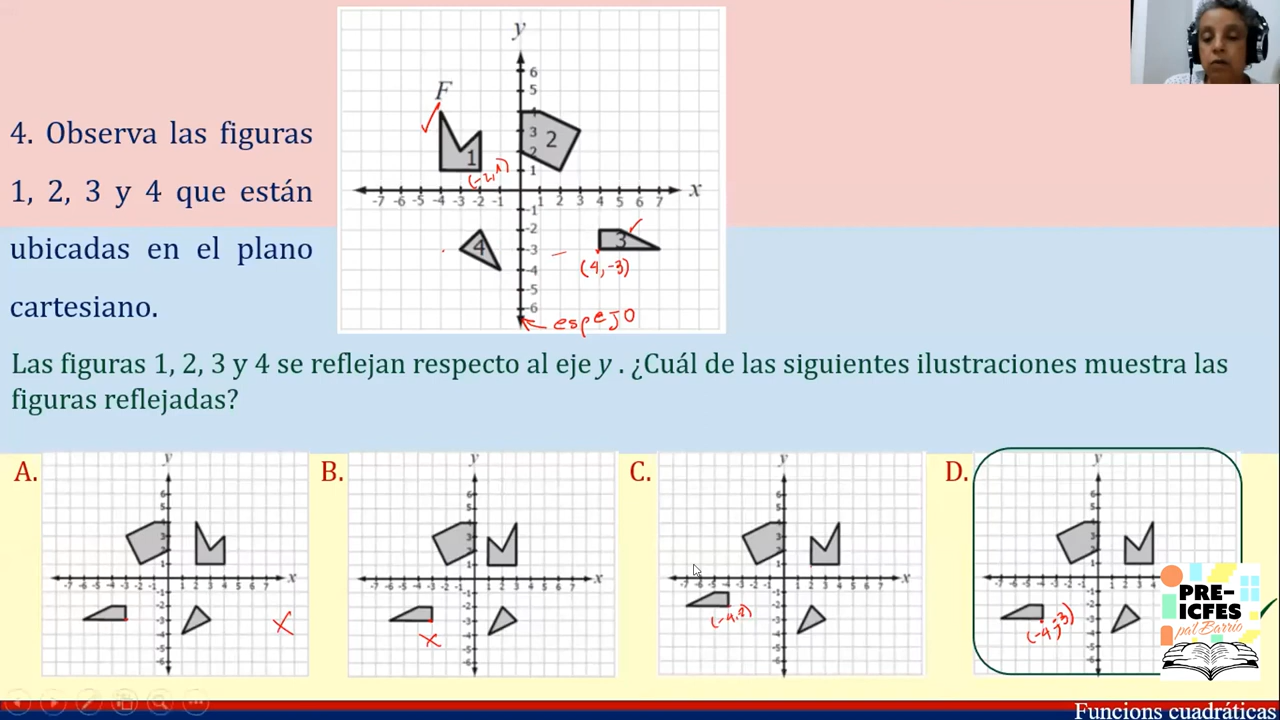 4. Observa las figuras
1, 2, 3 y 4 que están
ubicadas en el plano
cartesiano.
y
F
6
5
4
3
2
1
1
2
(-2,1)
x
-7 -6 -5 -4 -3 -2 -1
1 2 3 4 5 6 7
-1
-2
-3
-4
-5
-6
4
3
(4,-3)
espejo
Las figuras 1, 2, 3 y 4 se reflejan respecto al eje y . ¿Cuál de las siguientes ilustraciones muestra las
figuras reflejadas?
A.
y
x
B.
y
x
C.
y
x
D.
y
(-4,-3)
PRE-
ICFES
pal Barrio
Funcions cuadráticas